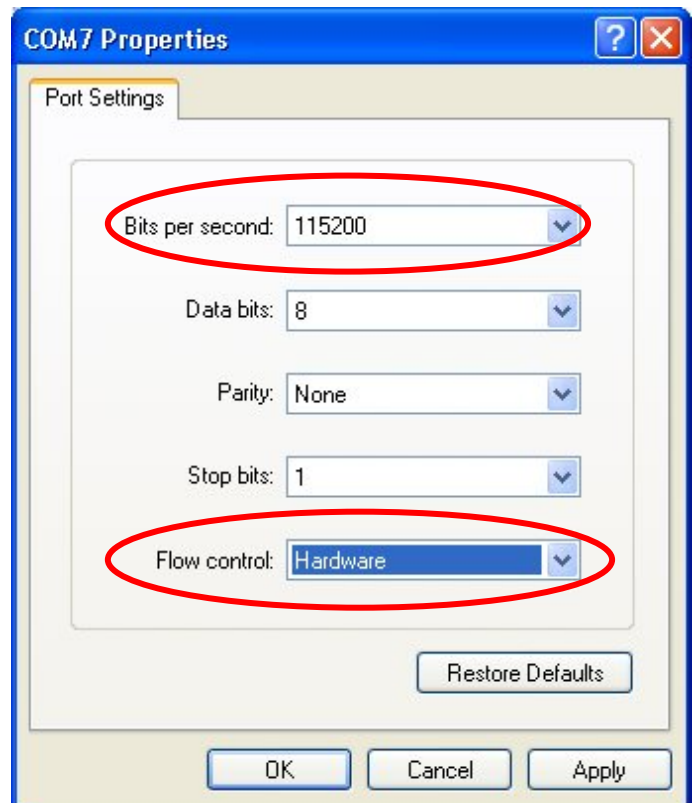 COM7 Properties
Port Settings
Bits per second: 115200
Data bits: 8
Parity: None
Stop bits: 1
Flow control: Hardware
Restore Defaults
OK Cancel Apply